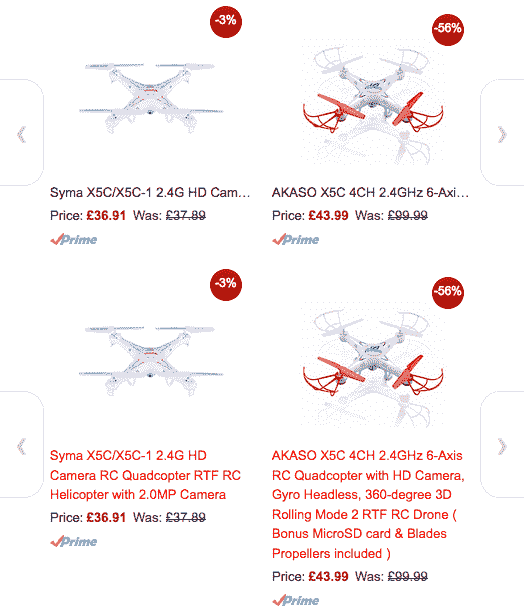 -3%
-56%
Syma X5C/X5C-1 2.4G HD Cam…
AKASO X5C 4CH 2.4GHz 6-Axi…
Price: £36.91 Was: £37.89
Price: £43.99 Was: £99.99
Prime
Prime
-3%
-56%
Syma X5C/X5C-1 2.4G HD
Camera RC Quadcopter RTF RC
Helicopter with 2.0MP Camera
Price: £36.91 Was: £37.89
Prime
AKASO X5C 4CH 2.4GHz 6-Axis
RC Quadcopter with HD Camera,
Gyro Headless, 360-degree 3D
Rolling Mode 2 RTF RC Drone (
Bonus MicroSD card & Blades
Propellers included )
Price: £43.99 Was: £99.99
Prime